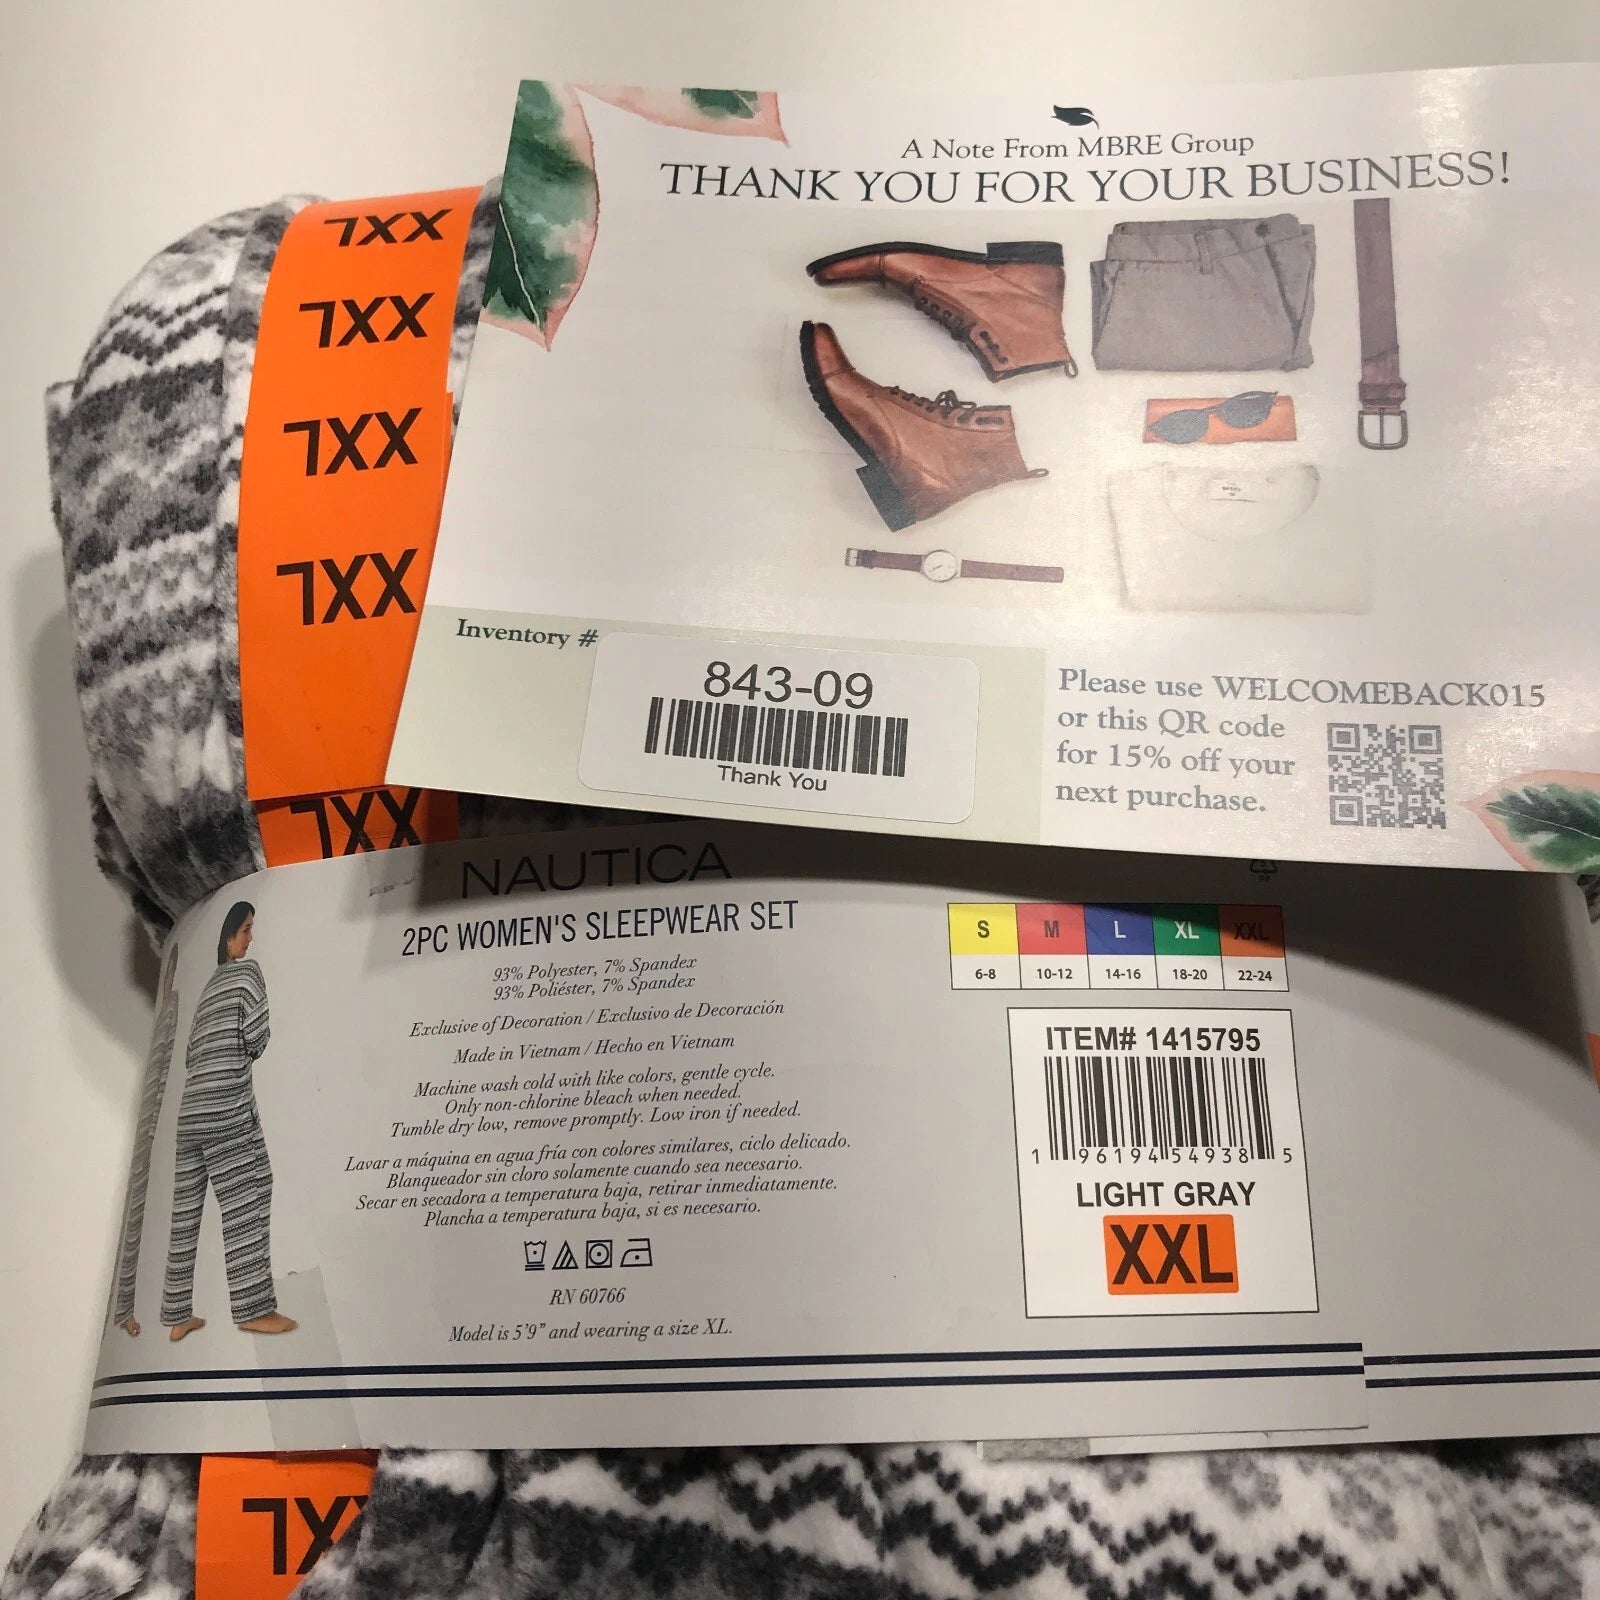 A Note From MBRE Group
THANK YOU FOR YOUR BUSINESS!
XXL
XXL
XXL
XXL
XXL
Inventory #
843-09
Thank You
Please use WELCOMEBACK015
or this QR code
for 15% off your
next purchase.
NAUTICA
2PC WOMEN'S SLEEPWEAR SET
93% Polyester, 7% Spandex
93% Poliéster, 7% Spandex
Exclusive of Decoration / Exclusivo de Decoración
Made in Vietnam / Hecho en Vietnam
Machine wash cold with like colors, gentle cycle.
Only non-chlorine bleach when needed.
Tumble dry low, remove promptly. Low iron if needed.
Lavar a máquina en agua fría con colores similares, ciclo delicado.
Blanqueador sin cloro solamente cuando sea necesario.
Secar en secadora a temperatura baja, retirar inmediatamente.
Plancha a temperatura baja, si es necesario.
RN 60766
Model is 5'9" and wearing a size XL.
PP
S M L XL XXL
6-8 10-12 14-16 18-20 22-24
ITEM# 1415795
1 96194 54938 5
LIGHT GRAY
XXL
XXL